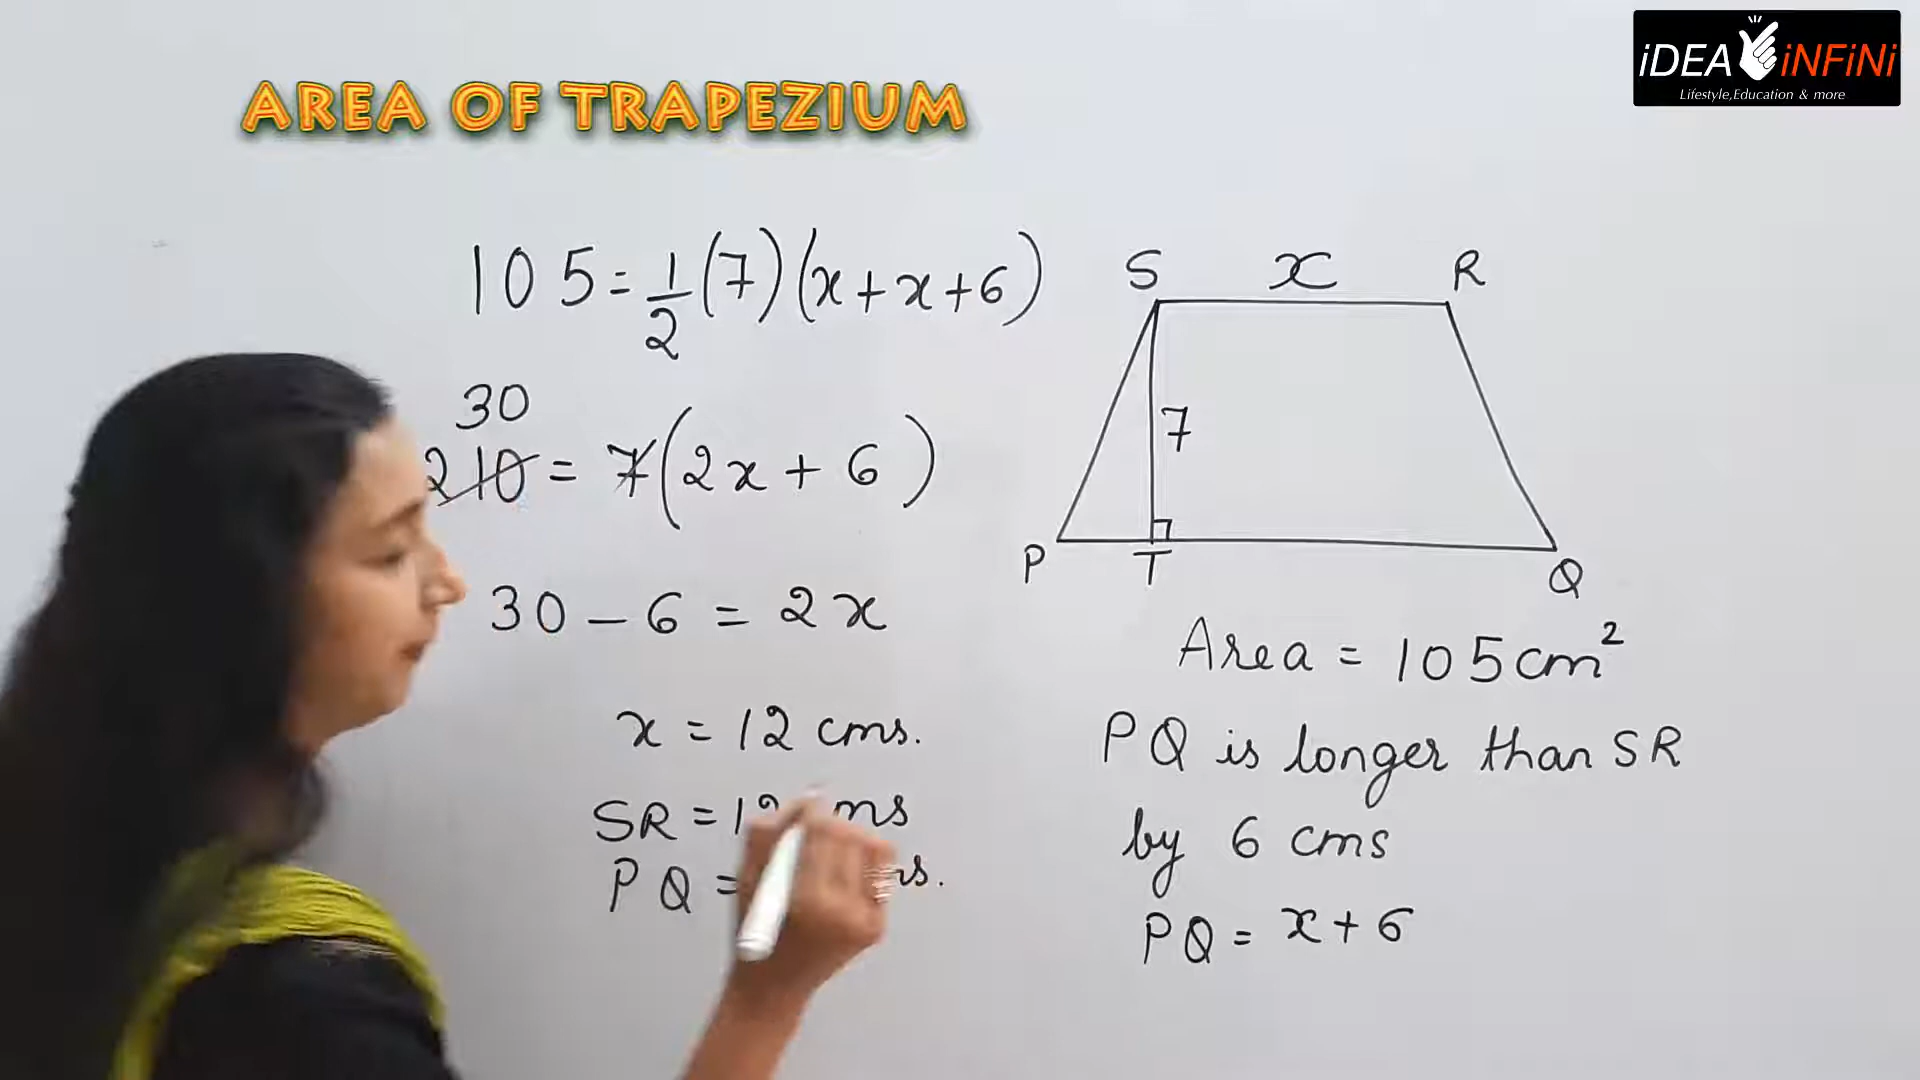 iDEA iNFiNi
Lifestyle,Education & more
AREA OF TRAPEZIUM
105 = 1/2 (7) (x + x + 6)
30
210 = 7(2x + 6)
30 – 6 = 2x
x = 12 cms.
SR = 12 cms
PQ =
S x R
7
P T Q
Area = 105 cm²
PQ is longer than SR
by 6 cms
PQ = x + 6